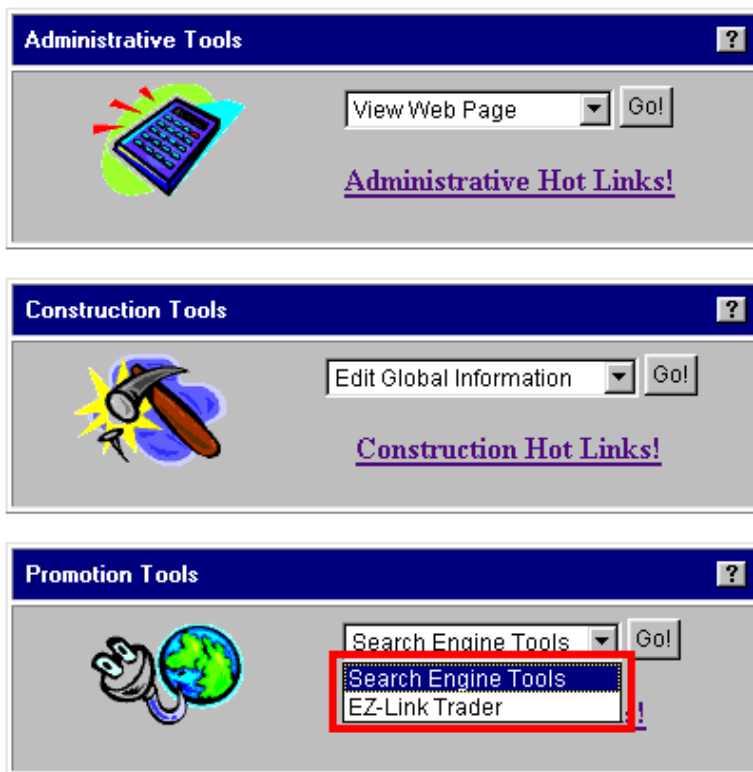 Administrative Tools ?
View Web Page Go!
Administrative Hot Links!
Construction Tools ?
Edit Global Information Go!
Construction Hot Links!
Promotion Tools ?
Search Engine Tools Go!
Search Engine Tools
EZ-Link Trader
!